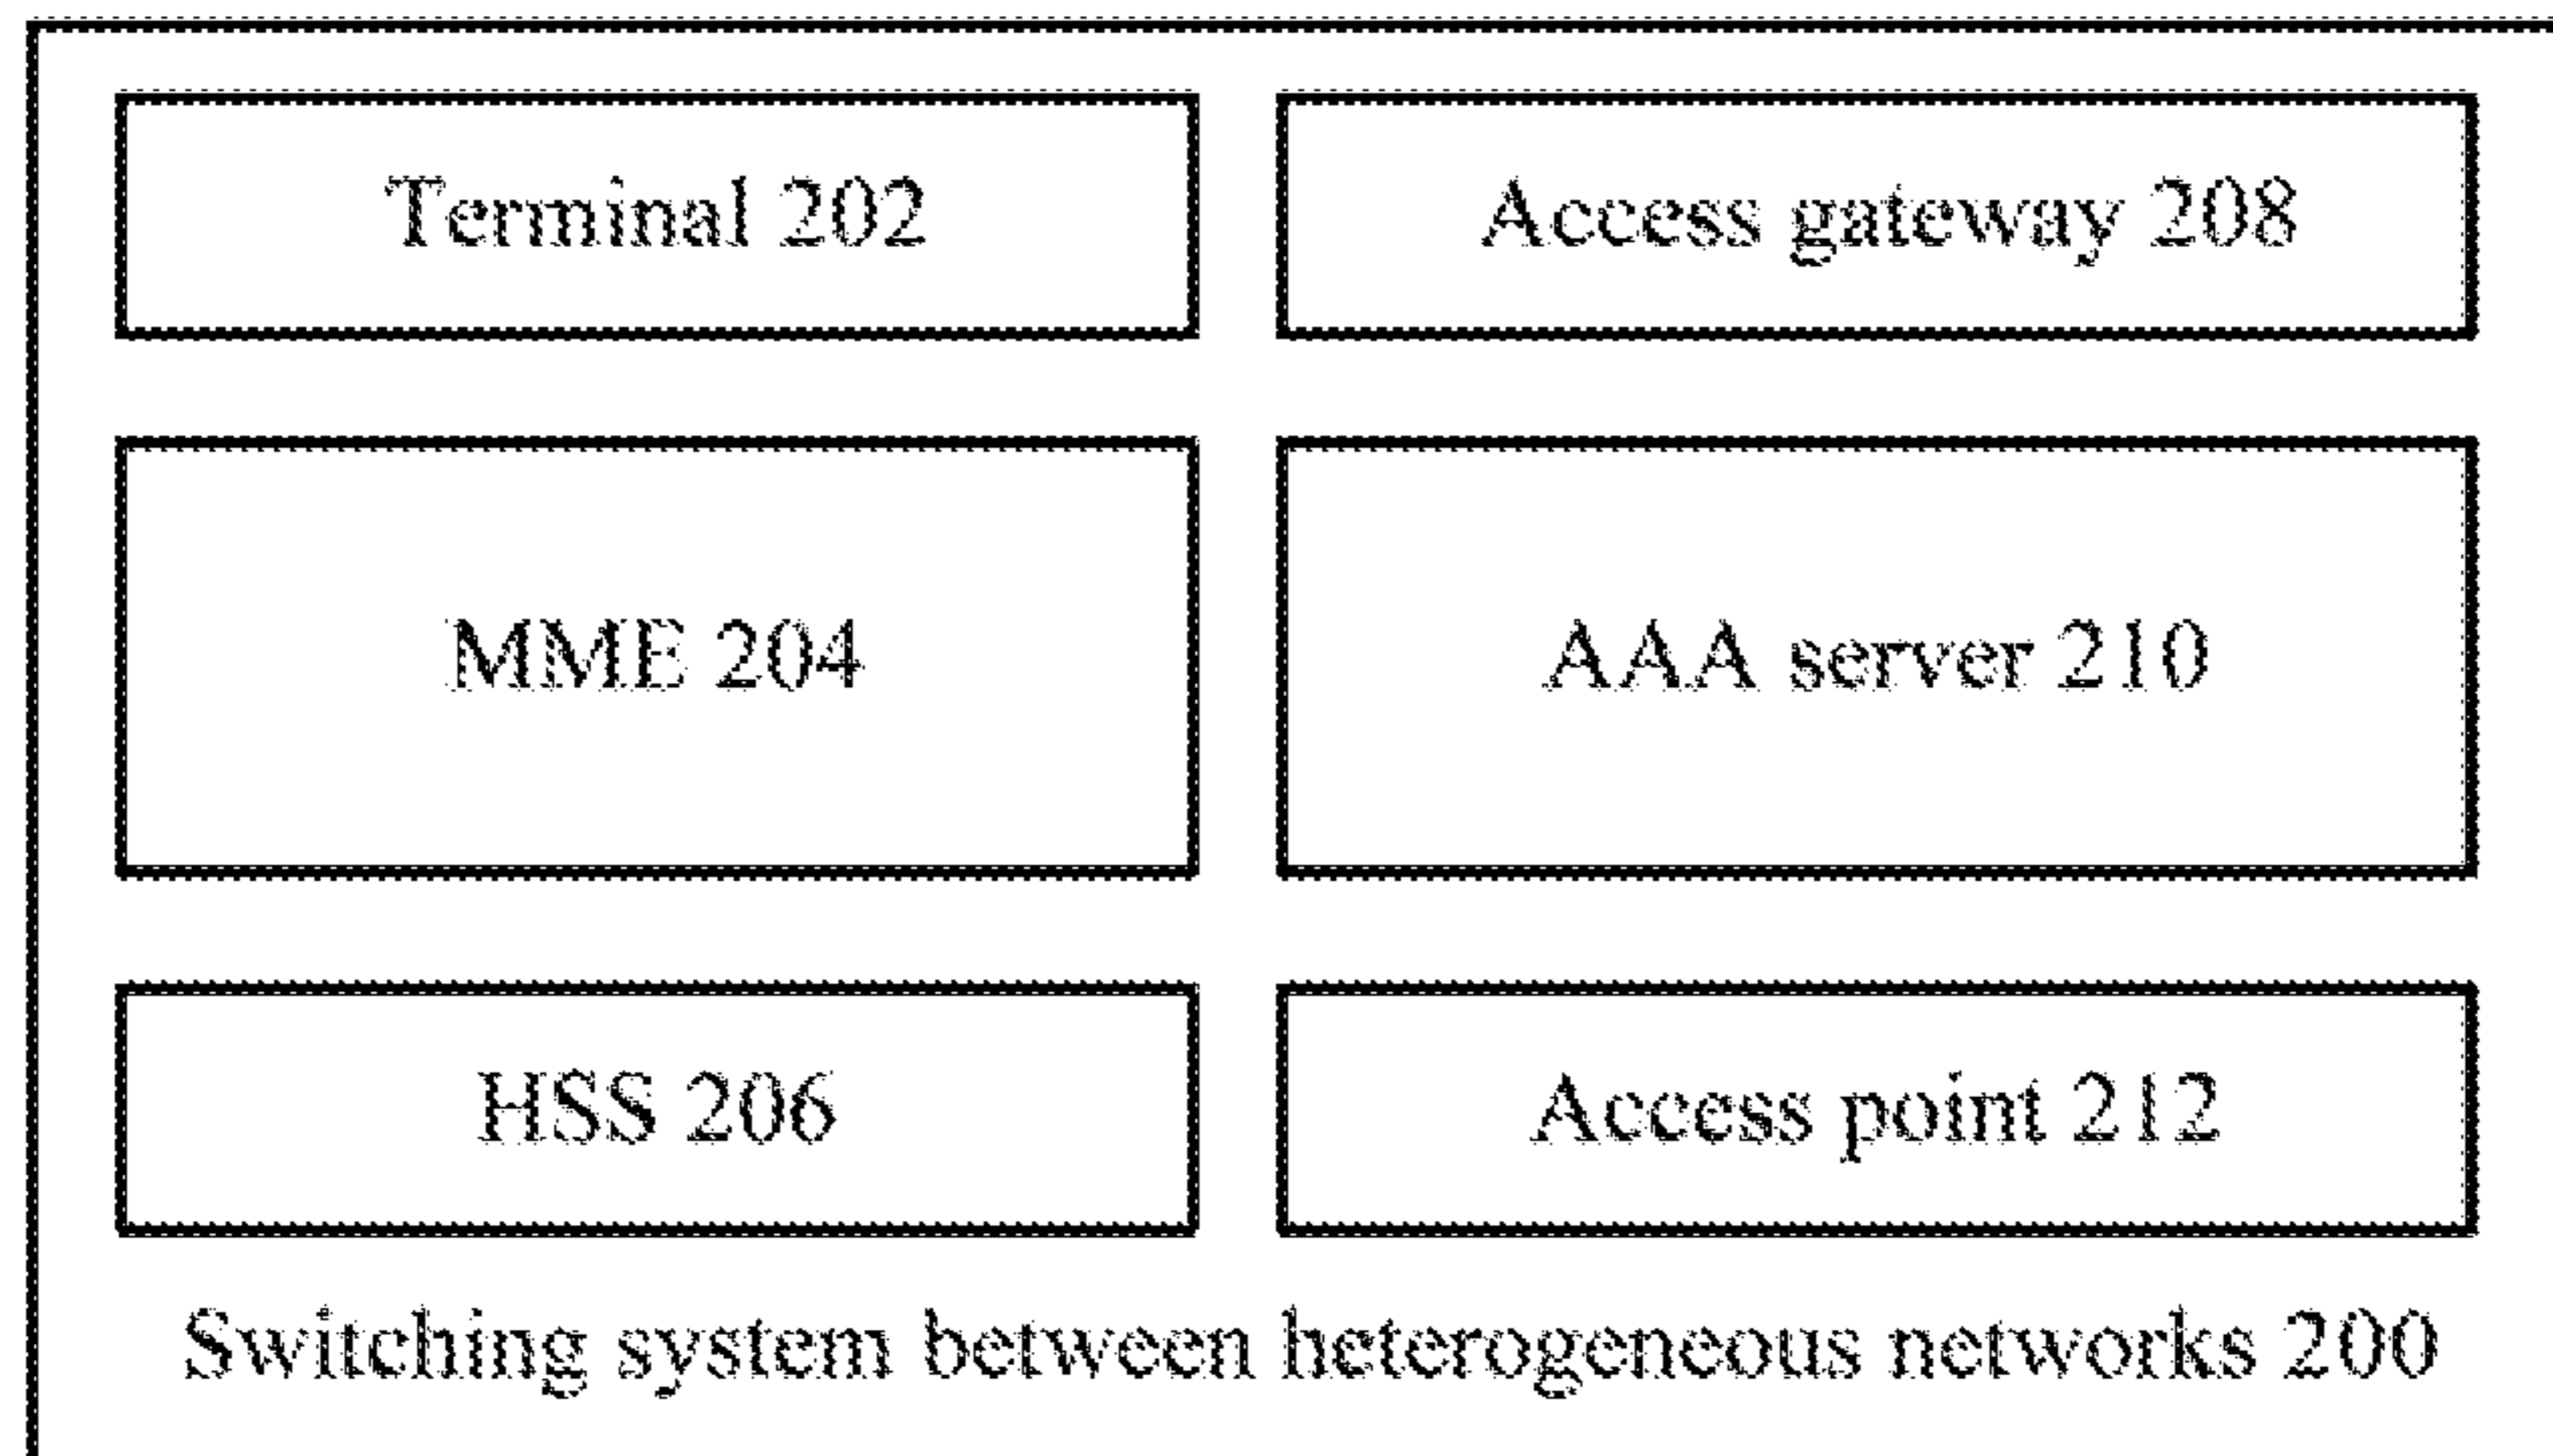 Terminal 202
Access gateway 208
MME 204
AAA server 210
HSS 206
Access point 212
Switching system between heterogeneous networks 200